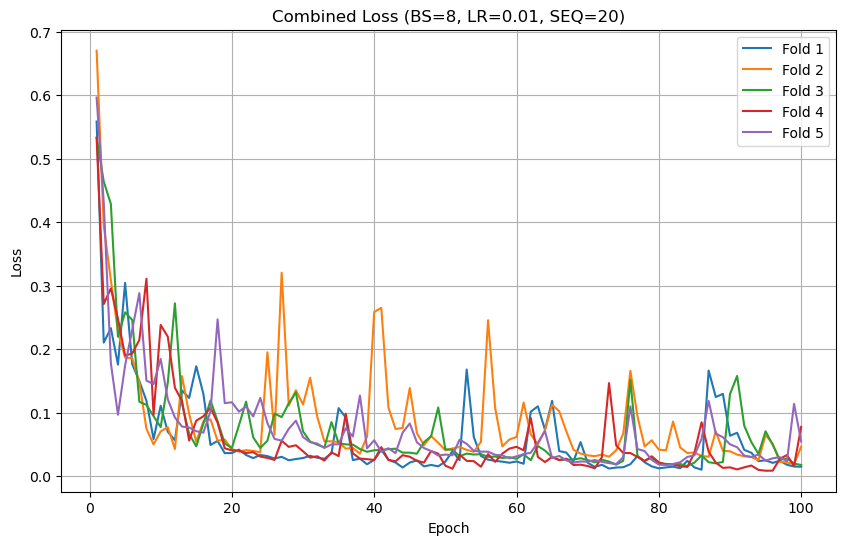 Combined Loss (BS=8, LR=0.01, SEQ=20)
0.7
0.6
0.5
0.4
0.3
0.2
0.1
0.0
Loss
Fold 1
Fold 2
Fold 3
Fold 4
Fold 5
0 20 40 60 80 100
Epoch